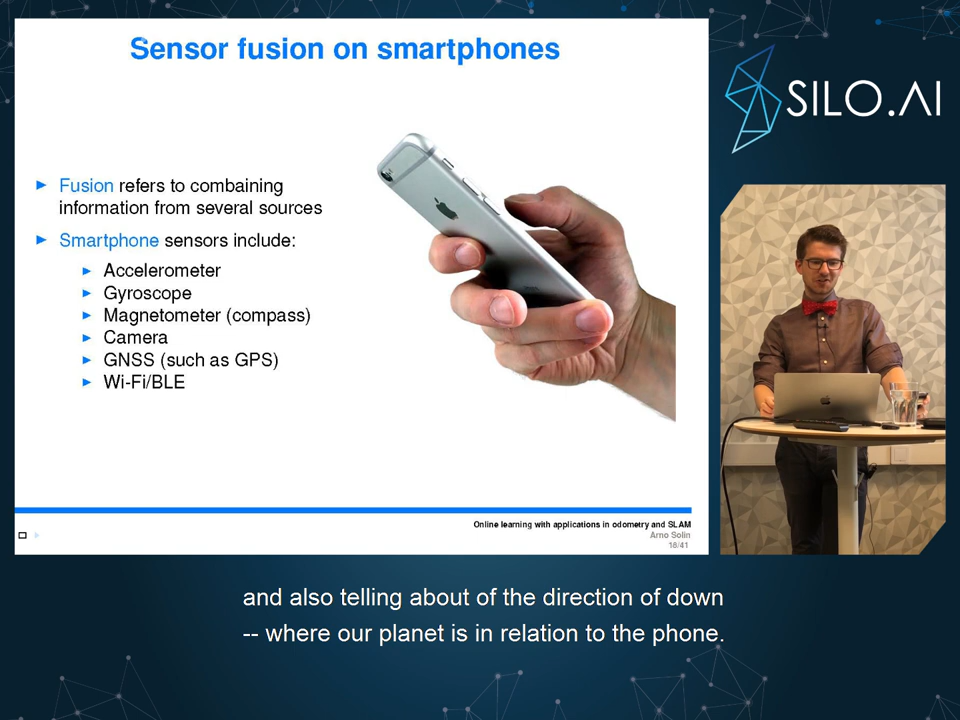 Sensor fusion on smartphones
SILO.AI
Fusion refers to combaining
information from several sources
Smartphone sensors include:
Accelerometer
Gyroscope
Magnetometer (compass)
Camera
GNSS (such as GPS)
Wi-Fi/BLE
Online learning with applications in odometry and SLAM
Arno Solin
16/41
and also telling about of the direction of down
-- where our planet is in relation to the phone.